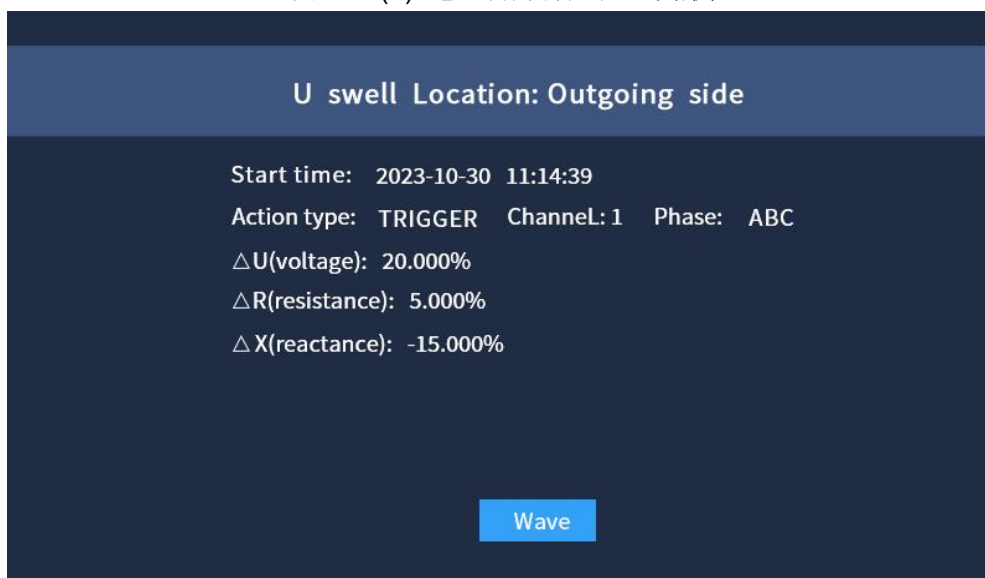 U swell Location: Outgoing side
Start time: 2023-10-30 11:14:39
Action type: TRIGGER ChanneL: 1 Phase: ABC
△U(voltage): 20.000%
△R(resistance): 5.000%
△X(reactance): -15.000%
Wave